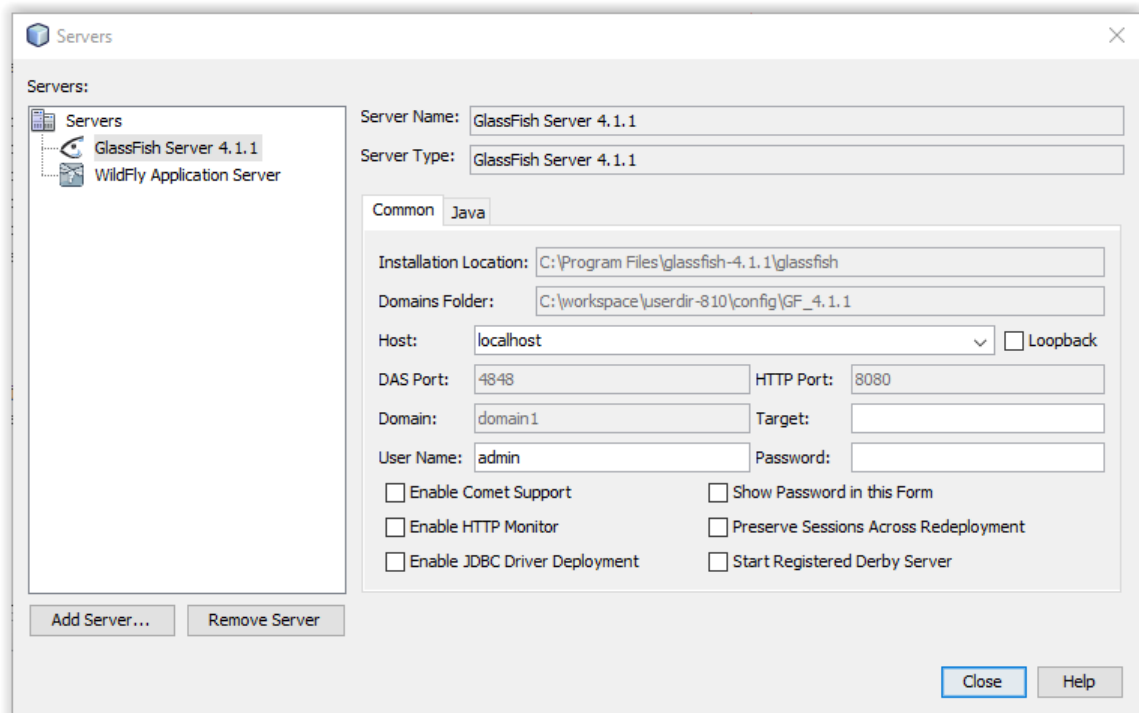 Servers
Servers:
Servers
GlassFish Server 4.1.1
WildFly Application Server
Add Server...
Remove Server
Server Name: GlassFish Server 4.1.1
Server Type: GlassFish Server 4.1.1
Common Java
Installation Location: C:\Program Files\glassfish-4.1.1\glassfish
Domains Folder: C:\workspace\userdir-810\config\GF_4.1.1
Host: localhost Loopback
DAS Port: 4848 HTTP Port: 8080
Domain: domain1 Target:
User Name: admin Password:
Enable Comet Support Show Password in this Form
Enable HTTP Monitor Preserve Sessions Across Redeployment
Enable JDBC Driver Deployment Start Registered Derby Server
Close Help